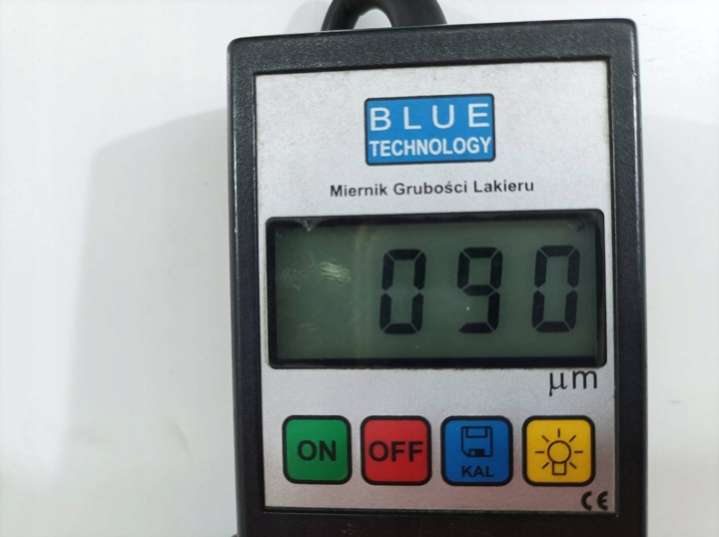 BLUE
TECHNOLOGY
Miernik Grubości Lakieru
090
μm
ON OFF KAL
CE